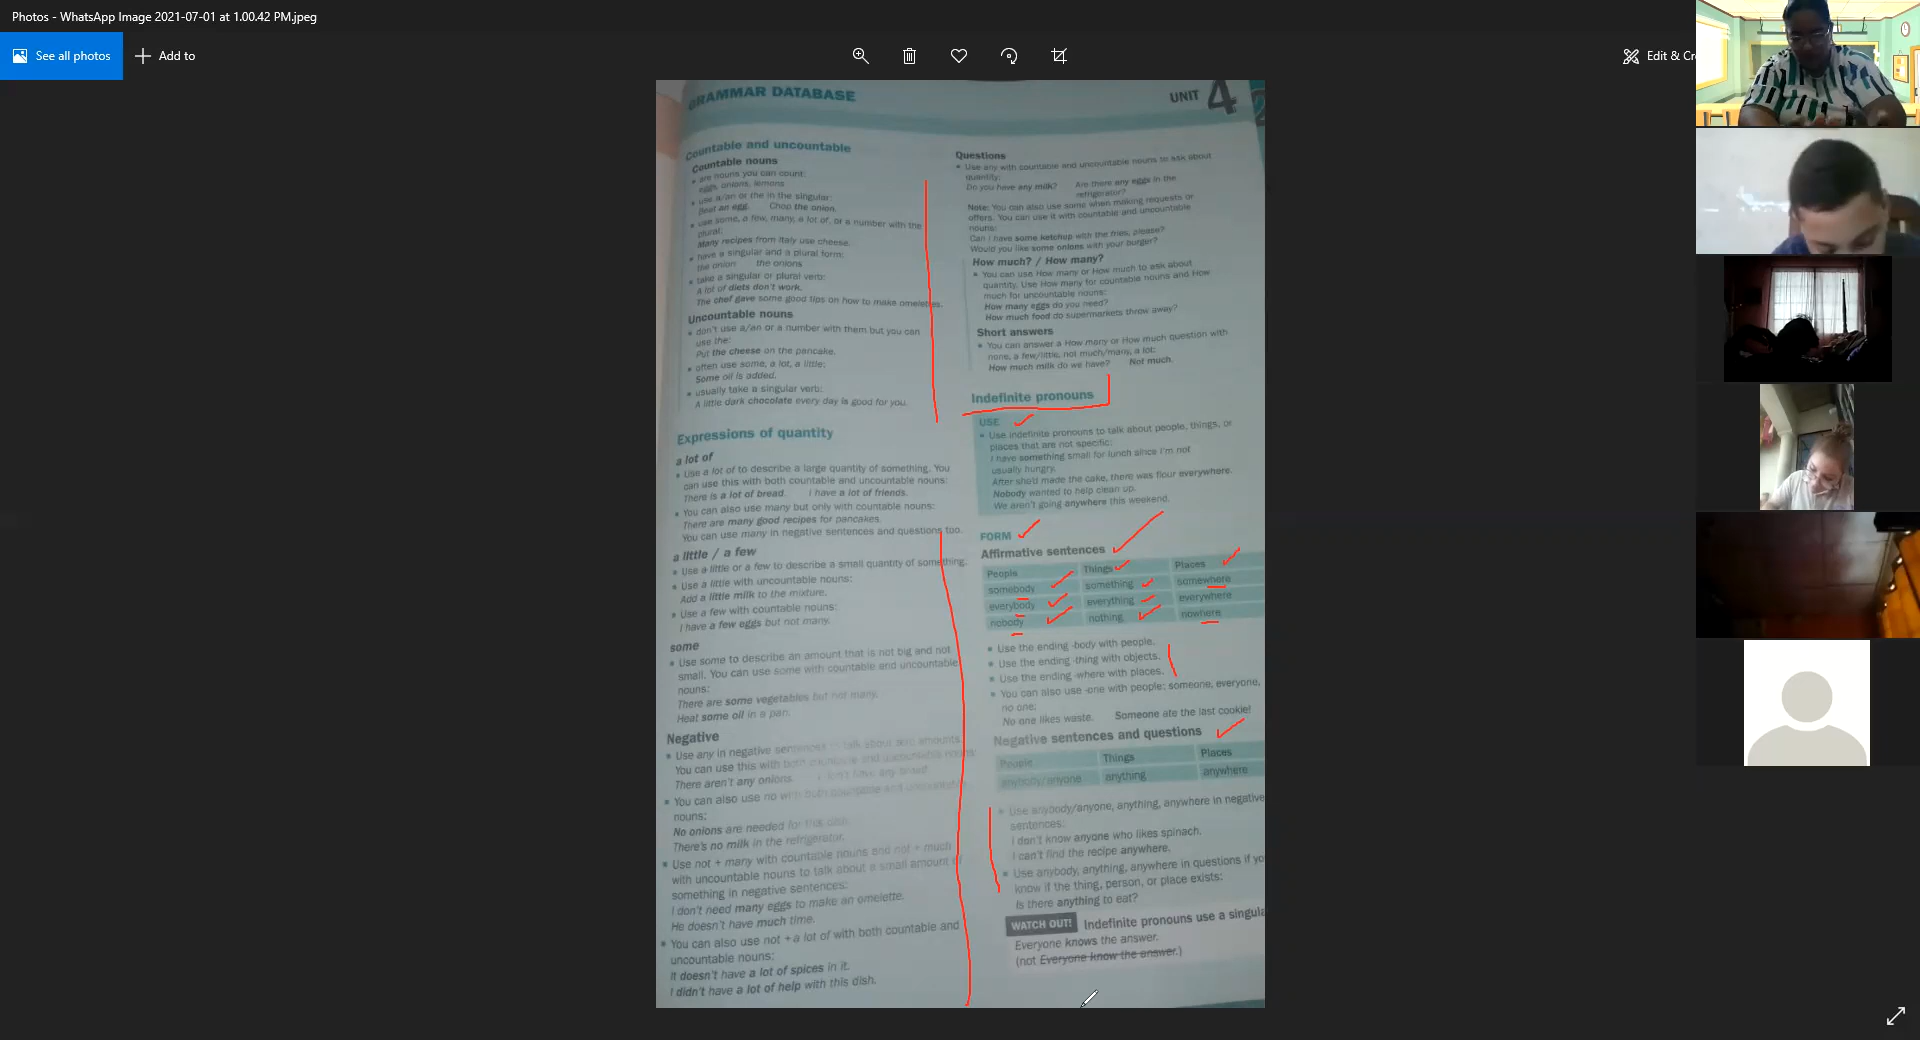 Photos - WhatsApp Image 2021-07-01 at 1.00.42 PM.jpeg
See all photos
Add to
Edit & Cr
GRAMMAR DATABASE
UNIT 4
Countable and uncountable
Countable nouns
are nouns you can count:
eggs, onions, lemons
use a/an or the in the singular:
Beat an egg. Chop the onion.
use some, a few, many, a lot of, or a number with the
plural:
Many recipes from Italy use cheese.
have a singular and a plural form:
the onion the onions
take a singular or plural verb:
A lot of diets don't work.
The chef gave some good tips on how to make omelettes.
Uncountable nouns
don't use a/an or a number with them but you can
use the:
Put the cheese on the pancake.
often use some, a lot, a little:
Some oil is added.
usually take a singular verb:
A little dark chocolate every day is good for you.
Expressions of quantity
a lot of
Use a lot of to describe a large quantity of something. You
can use this with both countable and uncountable nouns:
There is a lot of bread. I have a lot of friends.
You can also use many but only with countable nouns:
There are many good recipes for pancakes.
You can use many in negative sentences and questions too.
a little / a few
Use a little or a few to describe a small quantity of something.
Use a little with uncountable nouns:
Add a little milk to the mixture.
Use a few with countable nouns:
I have a few eggs but not many.
some
Use some to describe an amount that is not big and not
small. You can use some with countable and uncountable
nouns:
There are some vegetables but not many.
Heat some oil in a pan.
Negative
Use any in negative sentences to talk about zero amounts.
You can use this with both countable and uncountable nouns:
There aren't any onions. I don't have any bread.
You can also use no with both countable and uncountable
nouns:
No onions are needed for this dish.
There's no milk in the refrigerator.
Use not + many with countable nouns and not + much
with uncountable nouns to talk about a small amount of
something in negative sentences:
I don't need many eggs to make an omelette.
He doesn't have much time.
You can also use not + a lot of with both countable and
uncountable nouns:
It doesn't have a lot of spices in it.
I didn't have a lot of help with this dish.
Questions
Use any with countable and uncountable nouns to ask about
quantity:
Do you have any milk? Are there any eggs in the
refrigerator?
Note: You can also use some when making requests or
offers. You can use it with countable and uncountable
nouns:
Can I have some ketchup with the fries, please?
Would you like some onions with your burger?
How much? / How many?
You can use How many or How much to ask about
quantity. Use How many for countable nouns and How
much for uncountable nouns:
How many eggs do you need?
How much food do supermarkets throw away?
Short answers
You can answer a How many or How much question with
none, a few/little, not much/many, a lot:
How much milk do we have? Not much.
Indefinite pronouns
USE
Use indefinite pronouns to talk about people, things, or
places that are not specific:
I have something small for lunch since I'm not
usually hungry.
After she'd made the cake, there was flour everywhere.
Nobody wanted to help clean up.
We aren't going anywhere this weekend.
FORM
Affirmative sentences
People Things Places
somebody something somewhere
everybody everything everywhere
nobody nothing nowhere
Use the ending -body with people.
Use the ending -thing with objects.
Use the ending -where with places.
You can also use -one with people: someone, everyone,
no one:
No one likes waste. Someone ate the last cookie!
Negative sentences and questions
People Things Places
anybody/anyone anything anywhere
Use anybody/anyone, anything, anywhere in negative
sentences:
I don't know anyone who likes spinach.
I can't find the recipe anywhere.
Use anybody, anything, anywhere in questions if yo
know if the thing, person, or place exists:
Is there anything to eat?
WATCH OUT! Indefinite pronouns use a singula
Everyone knows the answer.
(not Everyone know the answer.)